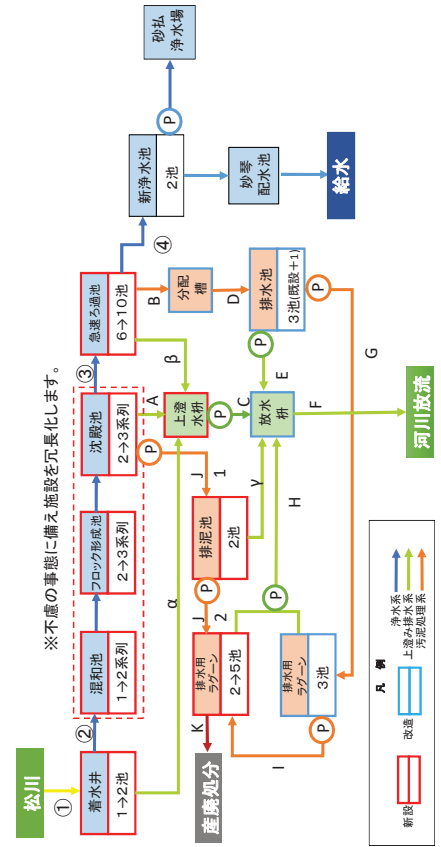 ※不慮の事態に備え施設を冗長化します。
松川
①
着水井
1→2池
②
混和池
1→2系列
フロック形成池
2→3系列
沈殿池
2→3系列
③
急速ろ過池
6→10池
④
新浄水池
2池
P
砂払
浄水場
妙琴
配水池
給水
α
A
β
B
分配
槽
D
排水池
3池(既設+1)
P
P
G
上澄
水枡
P
C
E
放水
枡
F
河川放流
P
J
1
排泥池
2池
γ
H
P
J
2
排水用
ラグーン
2→5池
K
産廃処分
P
排水用
ラグーン
3池
P
I
凡 例
新設
改造
浄水系
上澄み排水系
汚泥処理系